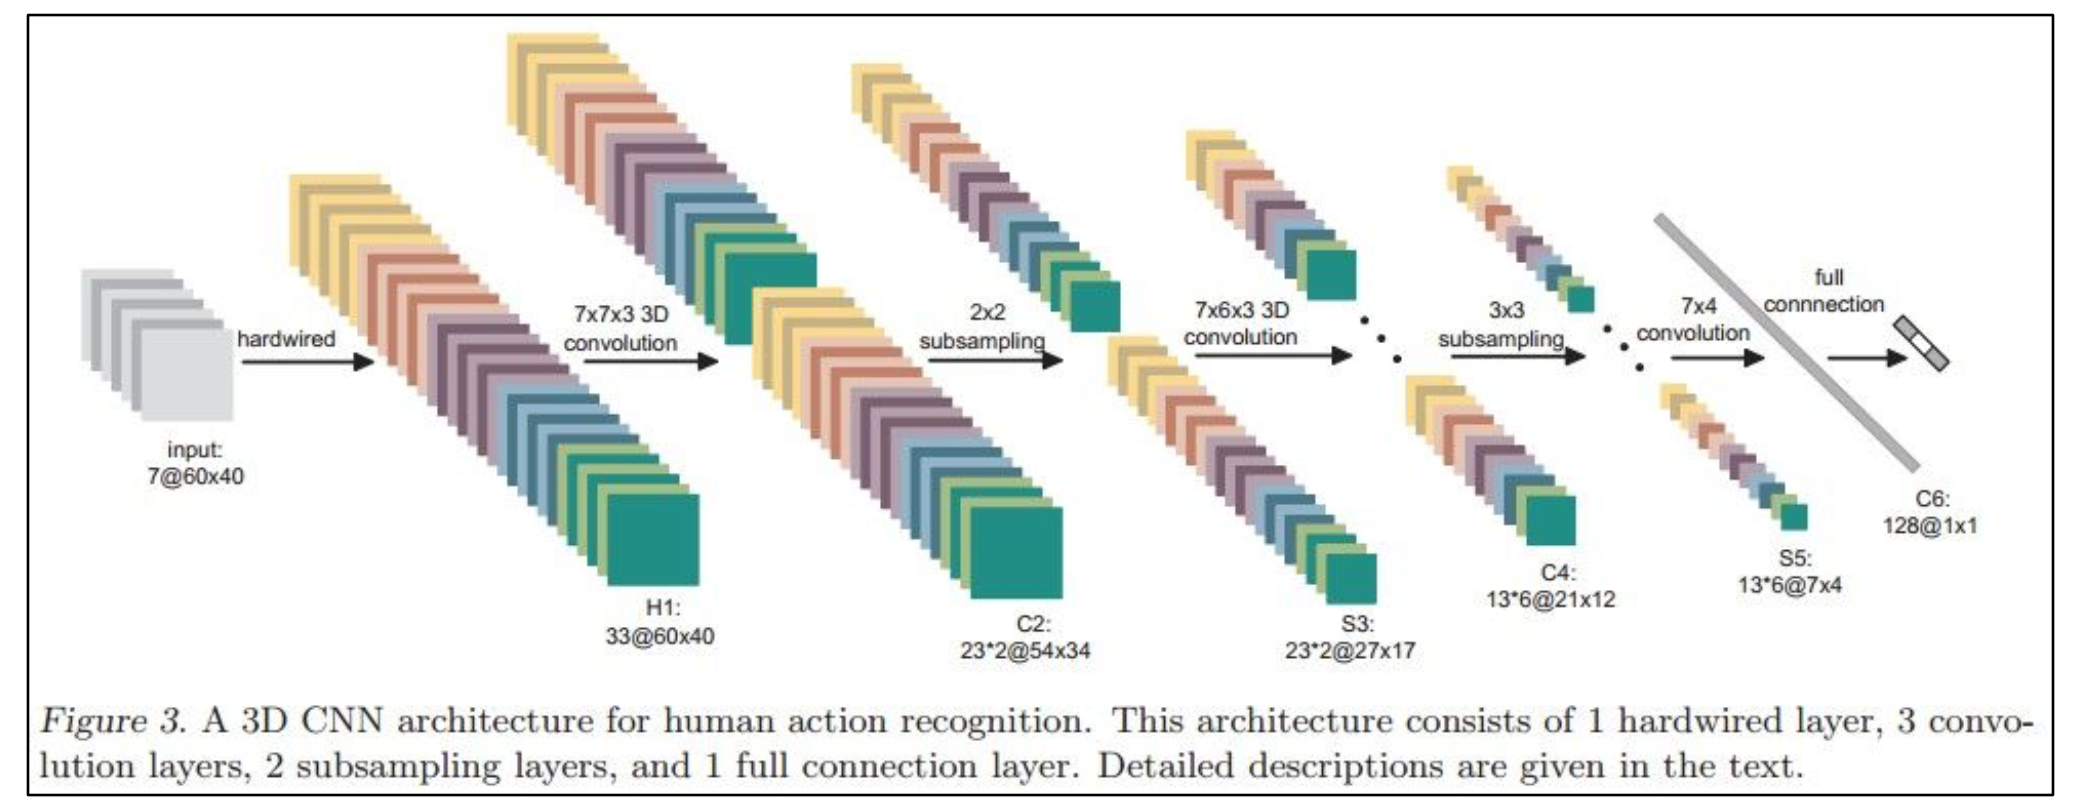 input:
7@60x40
hardwired
H1:
33@60x40
7x7x3 3D
convolution
C2:
23*2@54x34
2x2
subsampling
S3:
23*2@27x17
7x6x3 3D
convolution
C4:
13*6@21x12
3x3
subsampling
S5:
13*6@7x4
7x4
convolution
C6:
128@1x1
full
connnection
Figure 3. A 3D CNN architecture for human action recognition. This architecture consists of 1 hardwired layer, 3 convo-
lution layers, 2 subsampling layers, and 1 full connection layer. Detailed descriptions are given in the text.